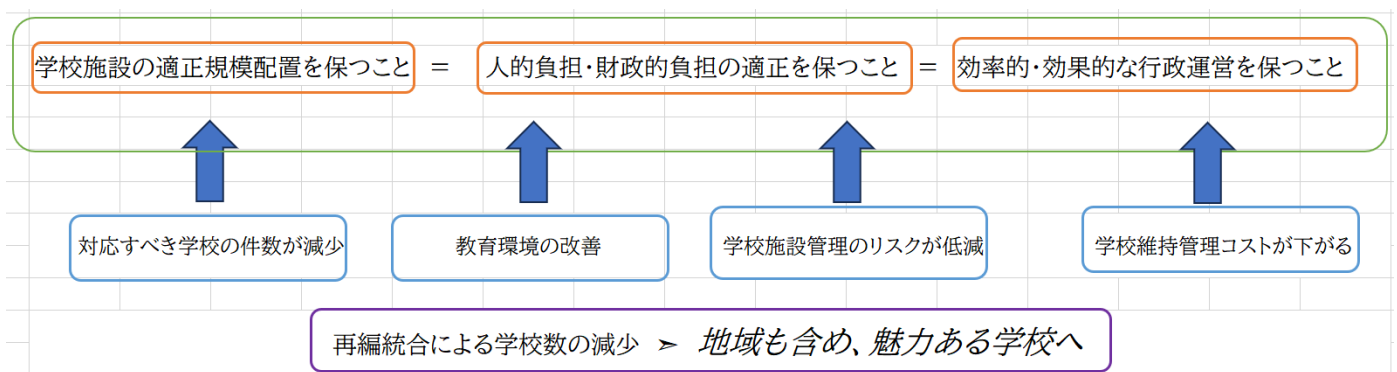 学校施設の適正規模配置を保つこと = 人的負担・財政的負担の適正を保つこと = 効率的・効果的な行政運営を保つこと
対応すべき学校の件数が減少 教育環境の改善 学校施設管理のリスクが低減 学校維持管理コストが下がる
再編統合による学校数の減少 ➣ 地域も含め、魅力ある学校へ